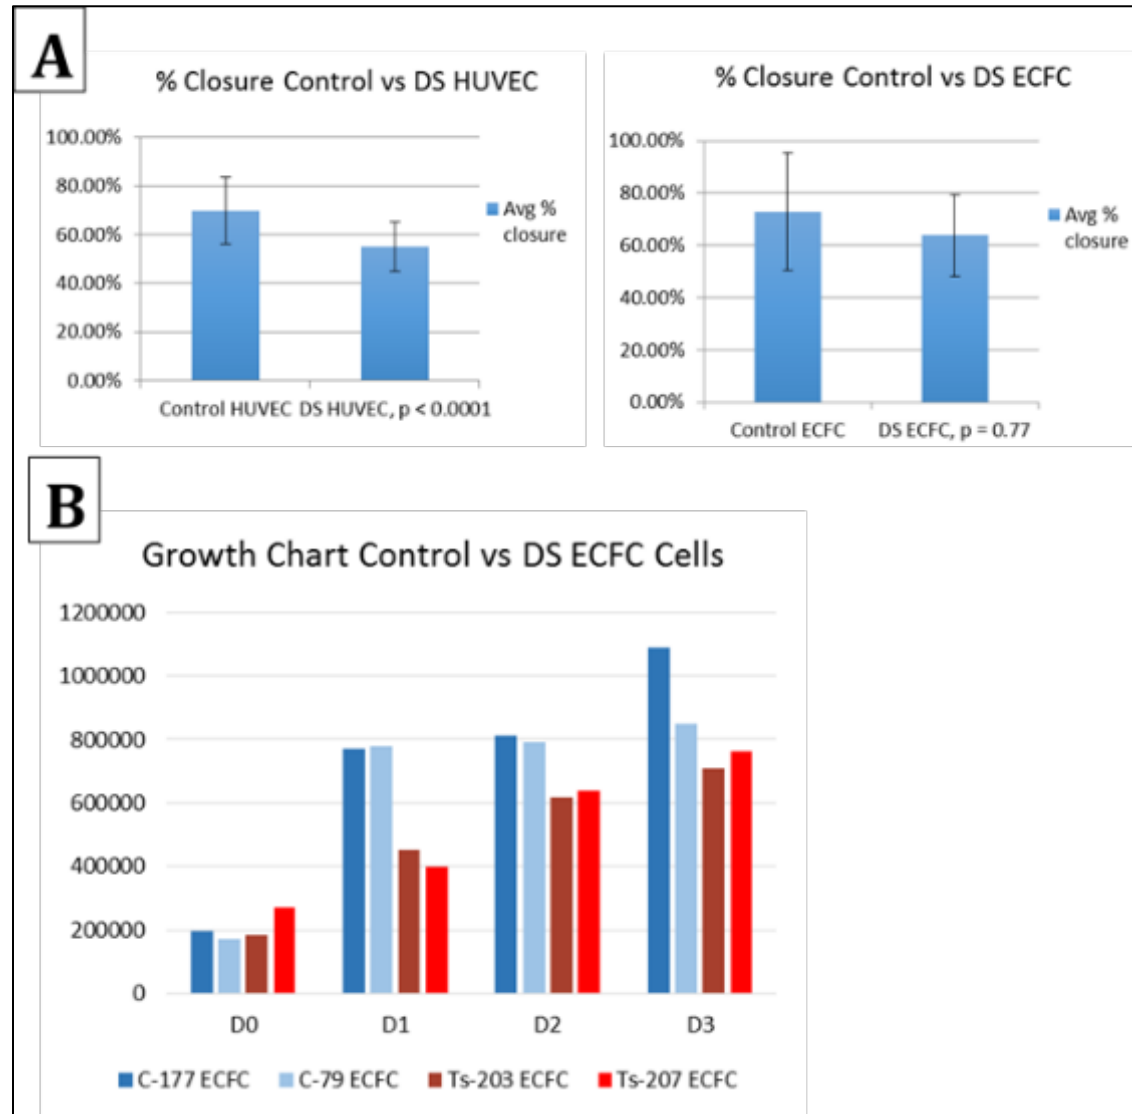 A
% Closure Control vs DS HUVEC
100.00%
80.00%
60.00%
40.00%
20.00%
0.00%
Avg %
closure
Control HUVEC DS HUVEC, p < 0.0001
% Closure Control vs DS ECFC
100.00%
80.00%
60.00%
40.00%
20.00%
0.00%
Avg %
closure
Control ECFC DS ECFC, p = 0.77
B
Growth Chart Control vs DS ECFC Cells
1200000
1000000
800000
600000
400000
200000
0
D0 D1 D2 D3
C-177 ECFC C-79 ECFC Ts-203 ECFC Ts-207 ECFC